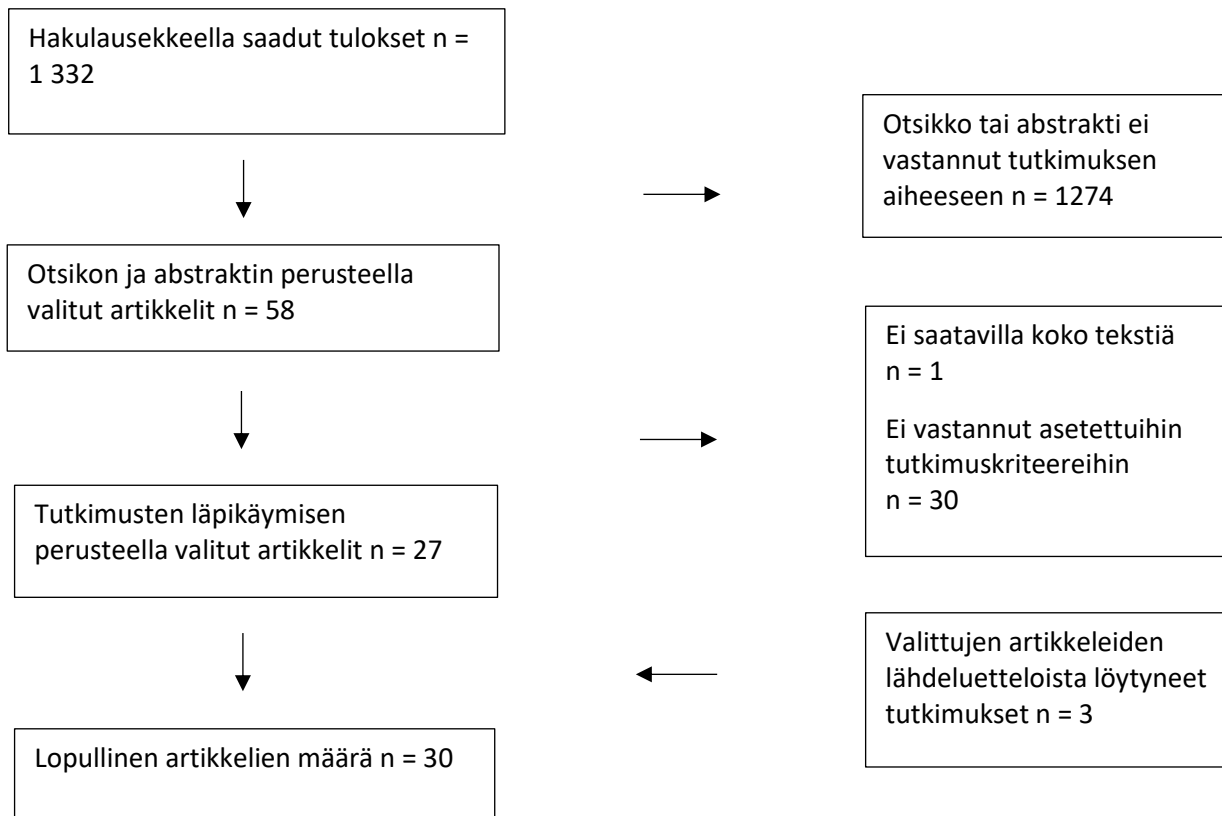 Hakulausekkeella saadut tulokset n =
1 332
Otsikko tai abstrakti ei
vastannut tutkimuksen
aiheeseen n = 1274
Otsikon ja abstraktin perusteella
valitut artikkelit n = 58
Ei saatavilla koko tekstiä
n = 1
Ei vastannut asetettuihin
tutkimuskriteereihin
n = 30
Tutkimusten läpikäymisen
perusteella valitut artikkelit n = 27
Valittujen artikkeleiden
lähdeluetteloista löytyneet
tutkimukset n = 3
Lopullinen artikkelien määrä n = 30